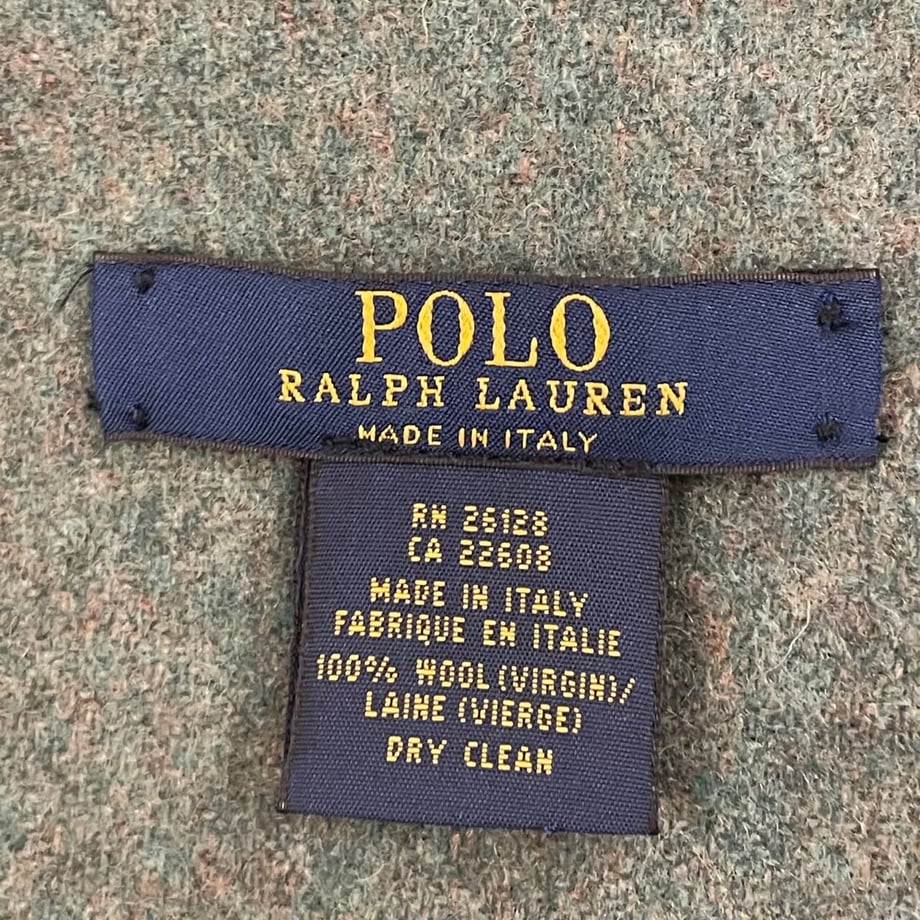 POLO
RALPH LAUREN
MADE IN ITALY
RN 26128
CA 22608
MADE IN ITALY
FABRIQUE EN ITALIE
100% WOOL (VIRGIN)/
LAINE (VIERGE)
DRY CLEAN